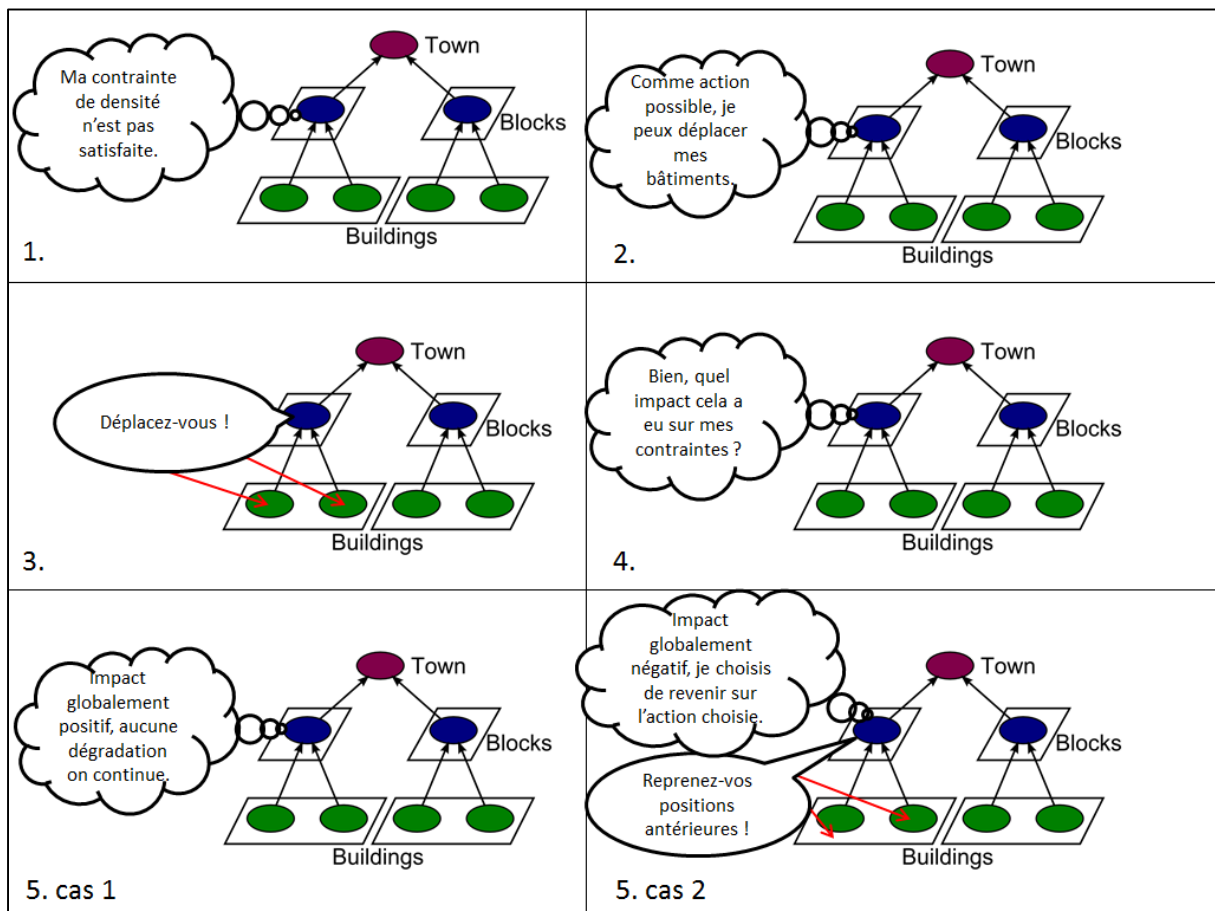 Ma contrainte
de densité
n'est pas
satisfaite.
Town
Blocks
Buildings
1.
Comme action
possible, je
peux déplacer
mes
bâtiments.
Town
Blocks
Buildings
2.
Déplacez-vous !
Town
Blocks
Buildings
3.
Bien, quel
impact cela a
eu sur mes
contraintes ?
Town
Blocks
Buildings
4.
Impact
globalement
positif, aucune
dégradation
on continue.
Town
Blocks
Buildings
5. cas 1
Impact
globalement
négatif, je choisis
de revenir sur
l'action choisie.
Reprenez-vos
positions
antérieures !
Town
Blocks
Buildings
5. cas 2